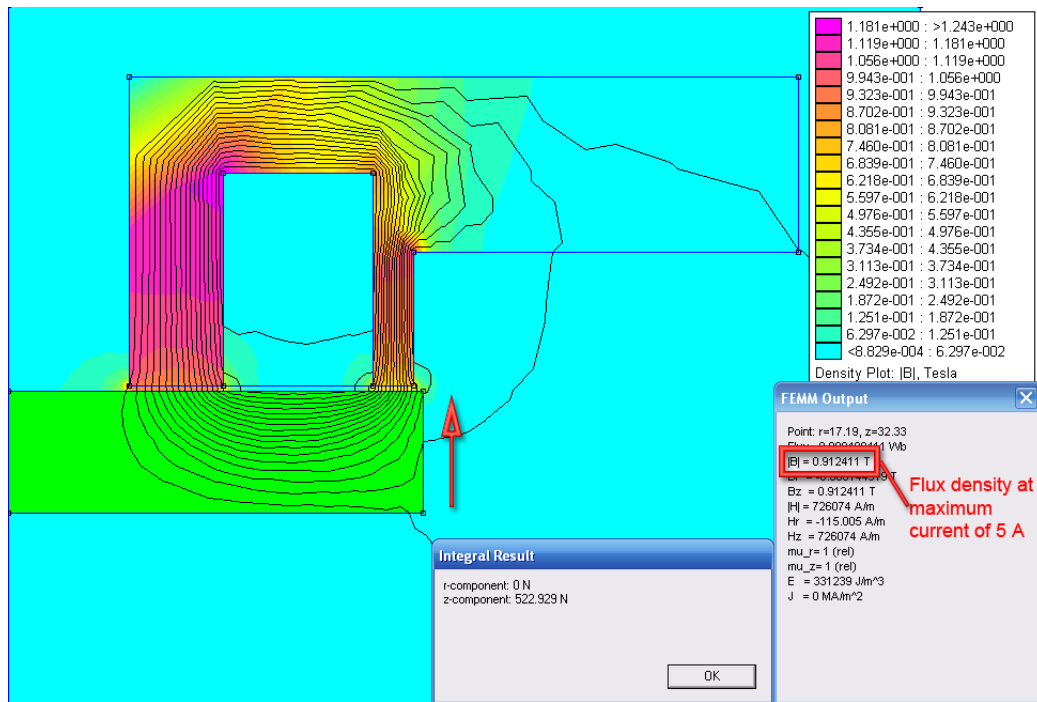 1.181e+000 : >1.243e+000
1.119e+000 : 1.181e+000
1.056e+000 : 1.119e+000
9.943e-001 : 1.056e+000
9.323e-001 : 9.943e-001
8.702e-001 : 9.323e-001
8.081e-001 : 8.702e-001
7.460e-001 : 8.081e-001
6.839e-001 : 7.460e-001
6.218e-001 : 6.839e-001
5.597e-001 : 6.218e-001
4.976e-001 : 5.597e-001
4.355e-001 : 4.976e-001
3.734e-001 : 4.355e-001
3.113e-001 : 3.734e-001
2.492e-001 : 3.113e-001
1.872e-001 : 2.492e-001
1.251e-001 : 1.872e-001
6.297e-002 : 1.251e-001
<8.829e-004 : 6.297e-002
Density Plot: |B|, Tesla
FEMM Output
Point: r=17.19, z=32.33
Wb
|B| = 0.912411 T
T
Bz = 0.912411 T
|H| = 726074 A/m
Hr = -115.005 A/m
Hz = 726074 A/m
mu_r= 1 (rel)
mu_z= 1 (rel)
E = 331239 J/m^3
J = 0 MA/m^2
Flux density at
maximum
current of 5 A
Integral Result
r-component: 0 N
z-component: 522.929 N
OK